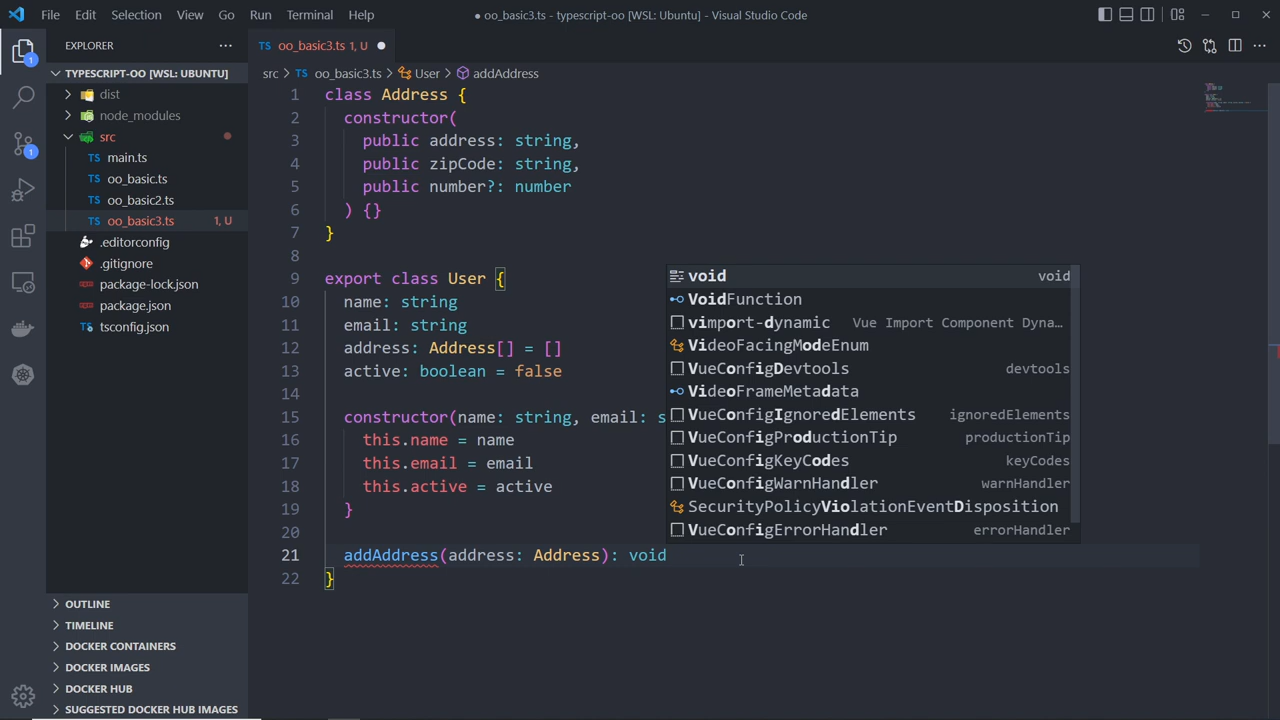 File Edit Selection View Go Run Terminal Help
● oo_basic3.ts - typescript-oo [WSL: Ubuntu] - Visual Studio Code
EXPLORER
TS oo_basic3.ts 1, U ●
TYPESCRIPT-OO [WSL: UBUNTU]
dist
node_modules
src
TS main.ts
TS oo_basic.ts
TS oo_basic2.ts
TS oo_basic3.ts 1, U
.editorconfig
.gitignore
package-lock.json
package.json
tsconfig.json
OUTLINE
TIMELINE
DOCKER CONTAINERS
DOCKER IMAGES
DOCKER HUB
SUGGESTED DOCKER HUB IMAGES
1
1
src > TS oo_basic3.ts > User > addAddress
1 class Address {
2 constructor(
3 public address: string,
4 public zipCode: string,
5 public number?: number
6 ) {}
7 }
8
9 export class User {
10 name: string
11 email: string
12 address: Address[] = []
13 active: boolean = false
14
15 constructor(name: string, email: s
16 this.name = name
17 this.email = email
18 this.active = active
19 }
20
21 addAddress(address: Address): void
22 }
void void
VoidFunction
vimport-dynamic Vue Import Component Dyna…
VideoFacingModeEnum
VueConfigDevtools devtools
VideoFrameMetadata
VueConfigIgnoredElements ignoredElements
VueConfigProductionTip productionTip
VueConfigKeyCodes keyCodes
VueConfigWarnHandler warnHandler
SecurityPolicyViolationEventDisposition
VueConfigErrorHandler errorHandler